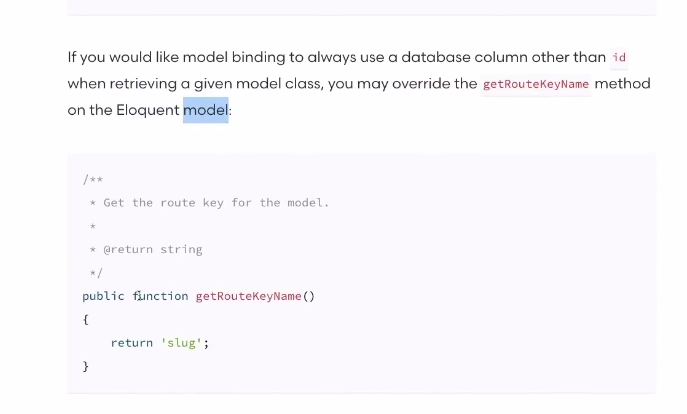 If you would like model binding to always use a database column other than id
when retrieving a given model class, you may override the getRouteKeyName method
on the Eloquent model:
/**
* Get the route key for the model.
*
* @return string
*/
public function getRouteKeyName()
{
return 'slug';
}